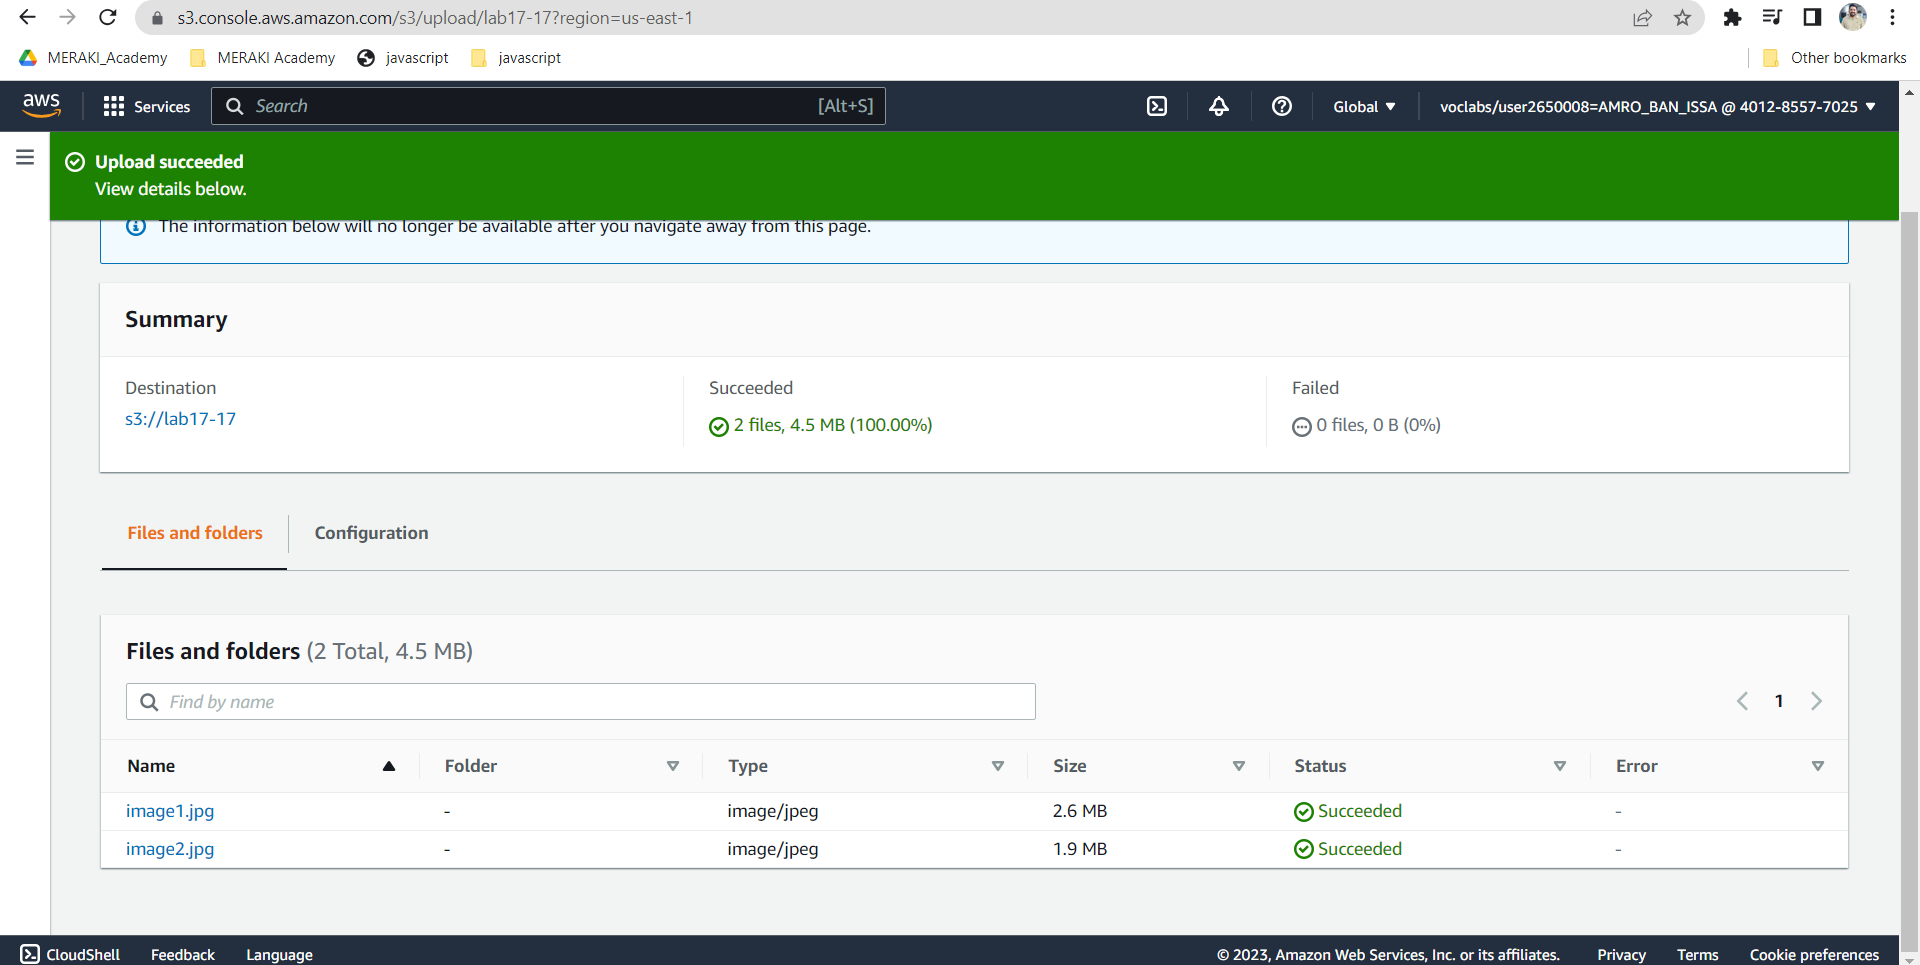 s3.console.aws.amazon.com/s3/upload/lab17-17?region=us-east-1
MERAKI_Academy MERAKI Academy javascript javascript Other bookmarks
aws Services Search [Alt+S] Global voclabs/user2650008=AMRO_BAN_ISSA @ 4012-8557-7025
Upload succeeded
View details below.
The information below will no longer be available after you navigate away from this page.
Summary
Destination Succeeded Failed
s3://lab17-17 2 files, 4.5 MB (100.00%) 0 files, 0 B (0%)
Files and folders Configuration
Files and folders (2 Total, 4.5 MB)
Find by name 1
Name Folder Type Size Status Error
image1.jpg - image/jpeg 2.6 MB Succeeded -
image2.jpg - image/jpeg 1.9 MB Succeeded -
CloudShell Feedback Language © 2023, Amazon Web Services, Inc. or its affiliates. Privacy Terms Cookie preferences